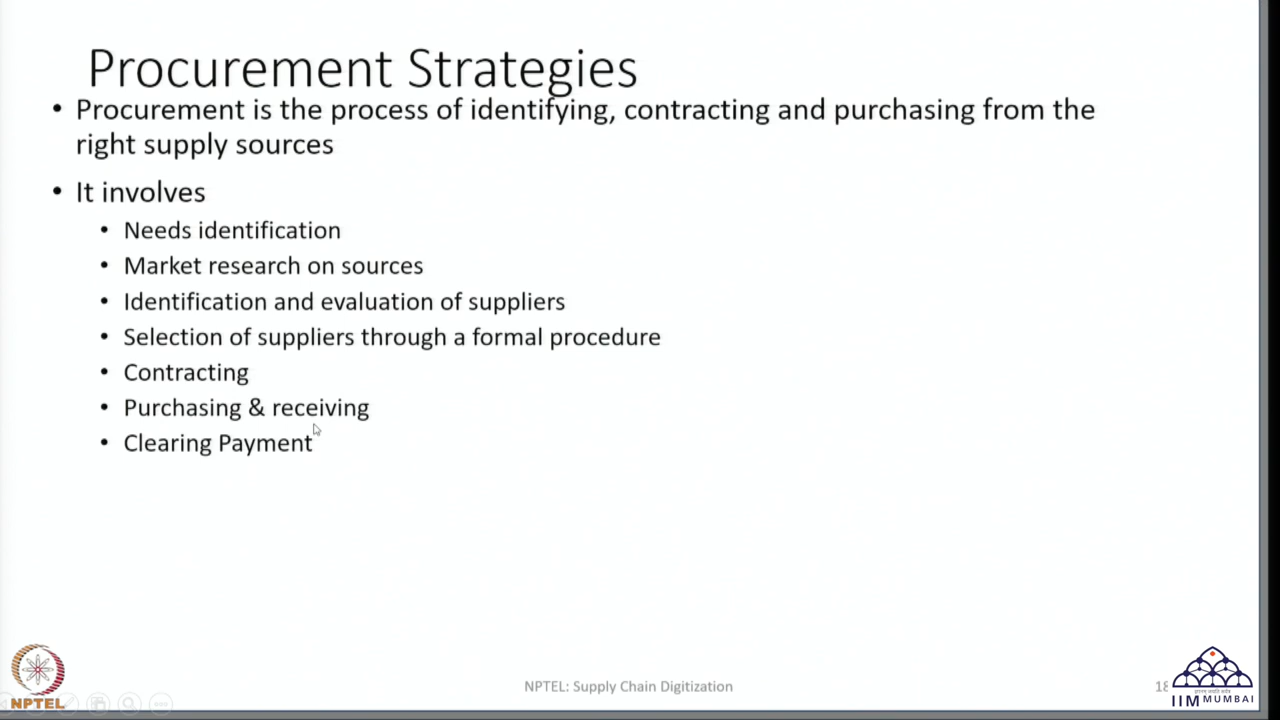 Procurement Strategies
• Procurement is the process of identifying, contracting and purchasing from the
right supply sources
• It involves
• Needs identification
• Market research on sources
• Identification and evaluation of suppliers
• Selection of suppliers through a formal procedure
• Contracting
• Purchasing & receiving
• Clearing Payment
NPTEL
NPTEL: Supply Chain Digitization
18
IIM MUMBAI